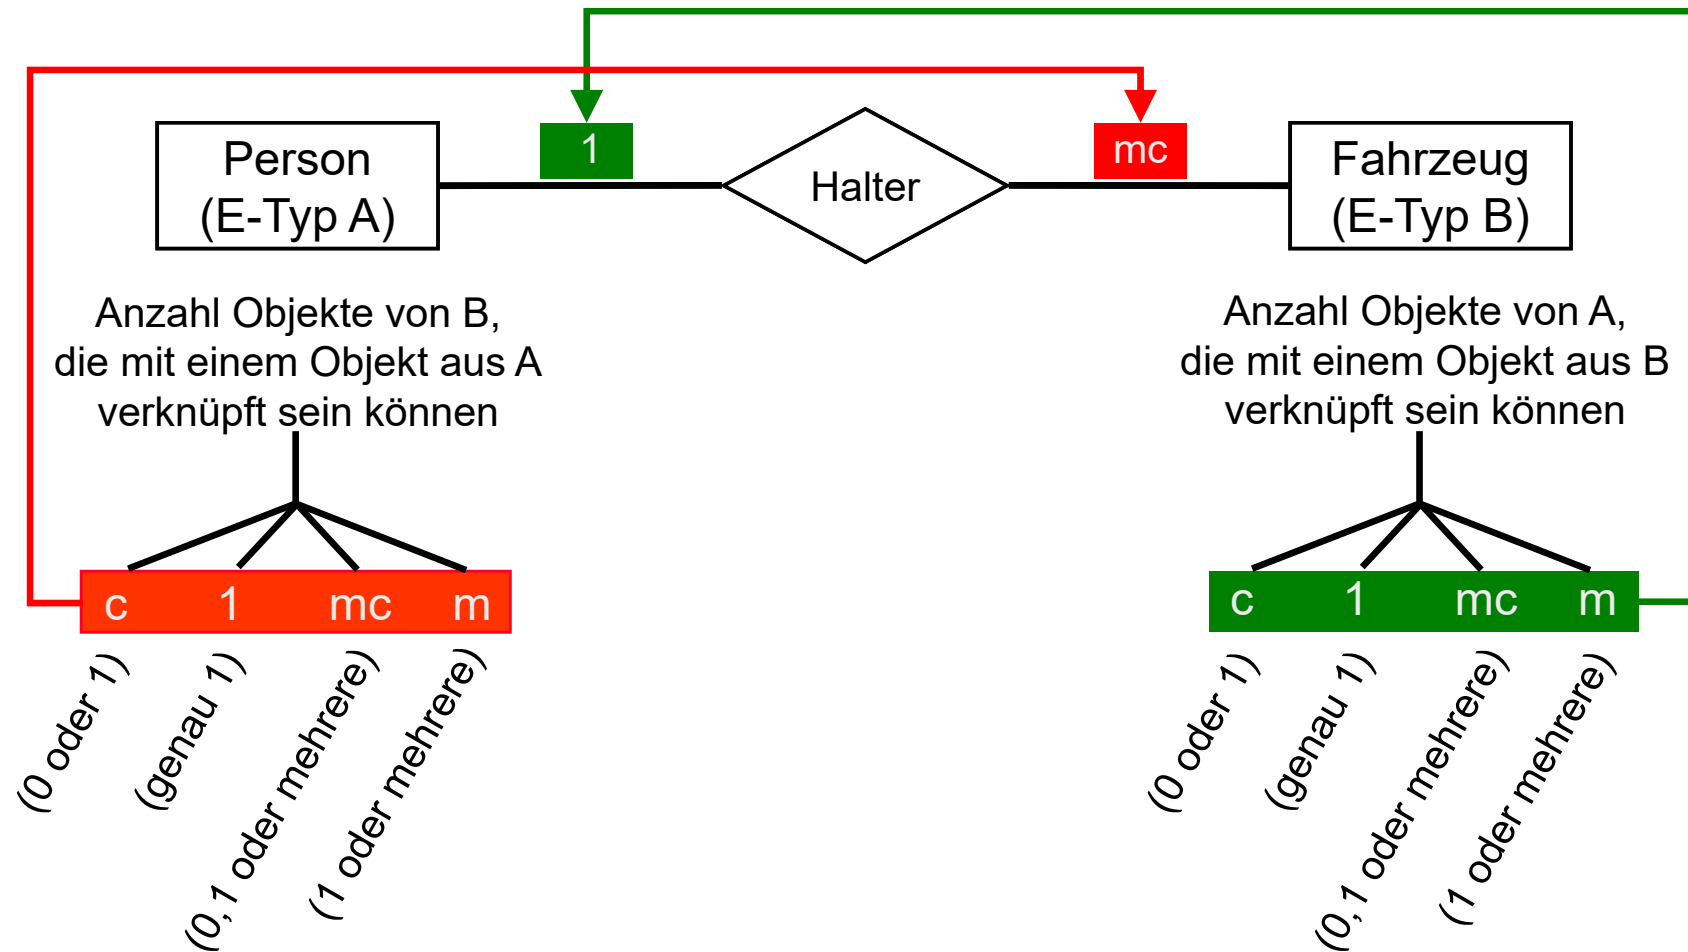 1
mc
Person
(E-Typ A)
Halter
Fahrzeug
(E-Typ B)
Anzahl Objekte von B,
die mit einem Objekt aus A
verknüpft sein können
Anzahl Objekte von A,
die mit einem Objekt aus B
verknüpft sein können
c 1 mc m
(0 oder 1)
(genau 1)
(0,1 oder mehrere)
(1 oder mehrere)
c 1 mc m
(0 oder 1)
(genau 1)
(0,1 oder mehrere)
(1 oder mehrere)